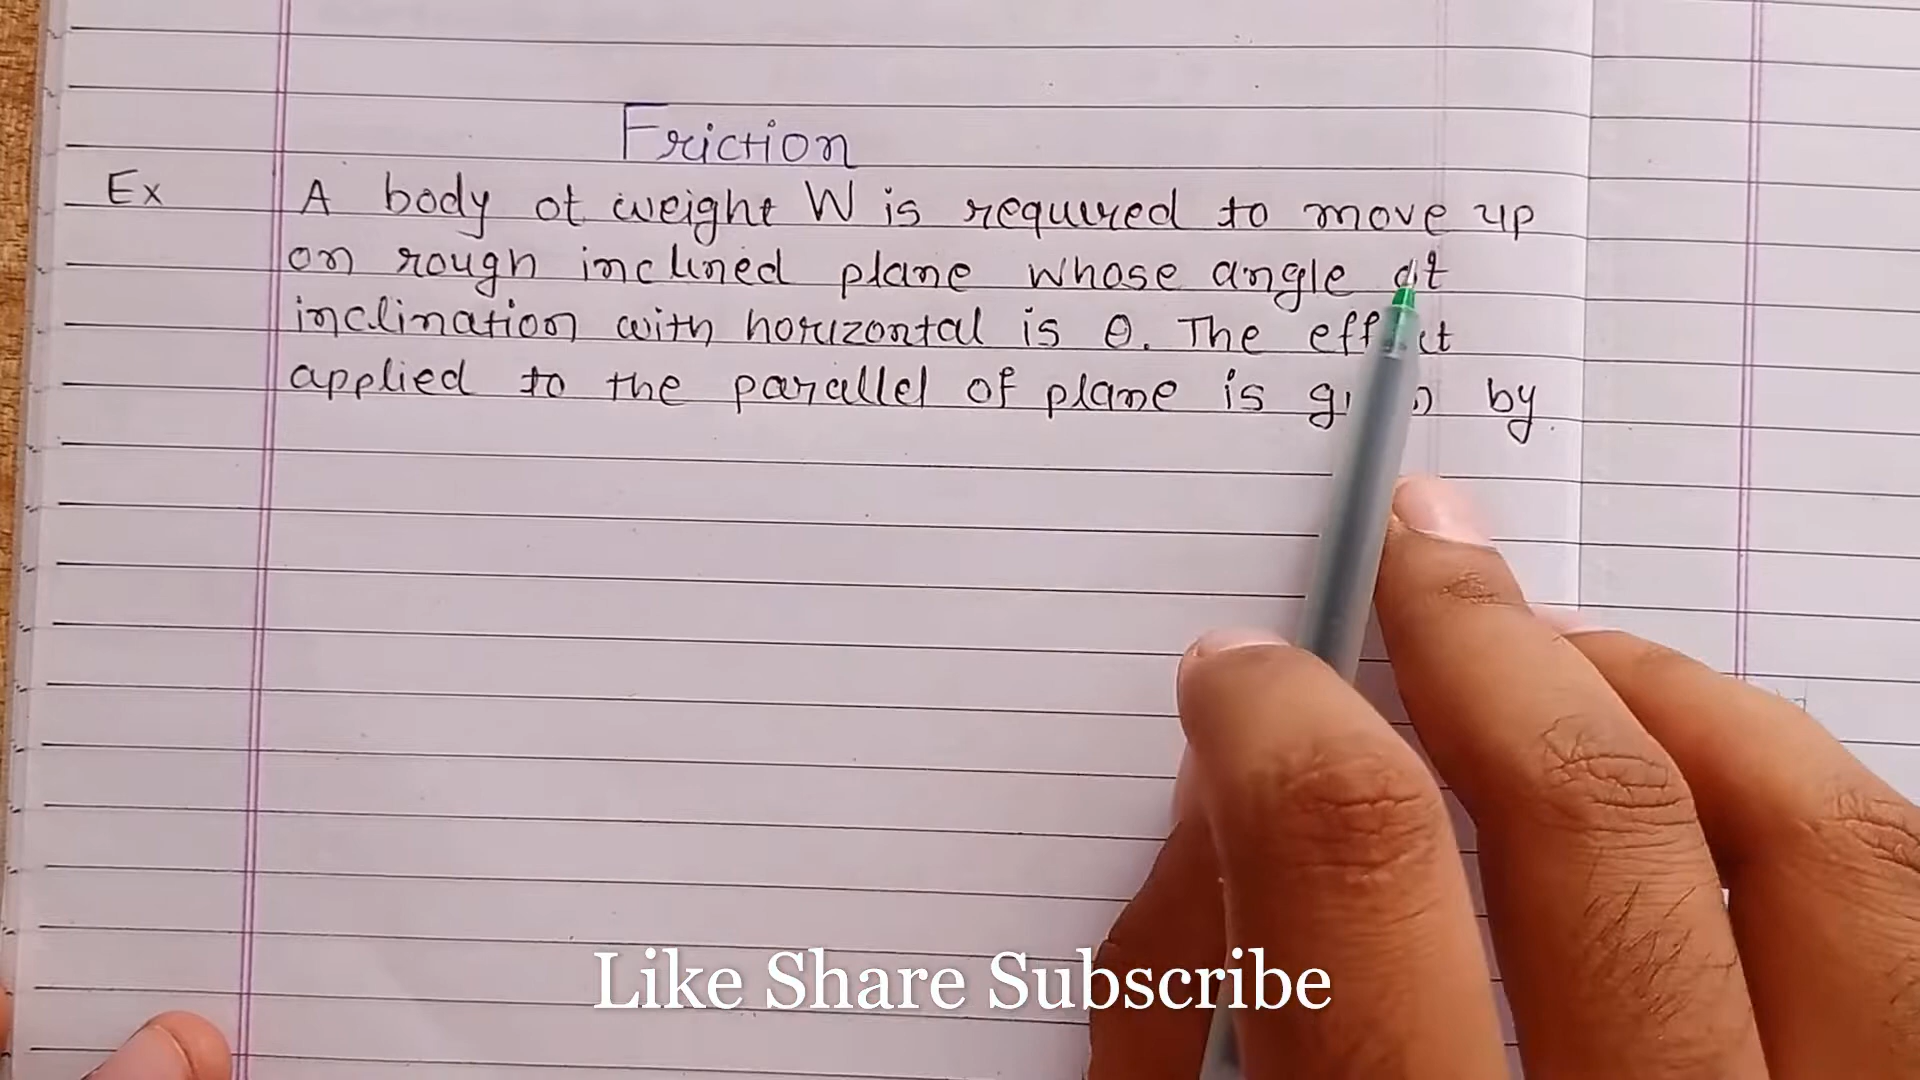 Friction
Ex A body of weight W is required to move up
on rough inclined plane whose angle of
inclination with horizontal is θ. The
applied to the parallel of plane is by
Like Share Subscribe